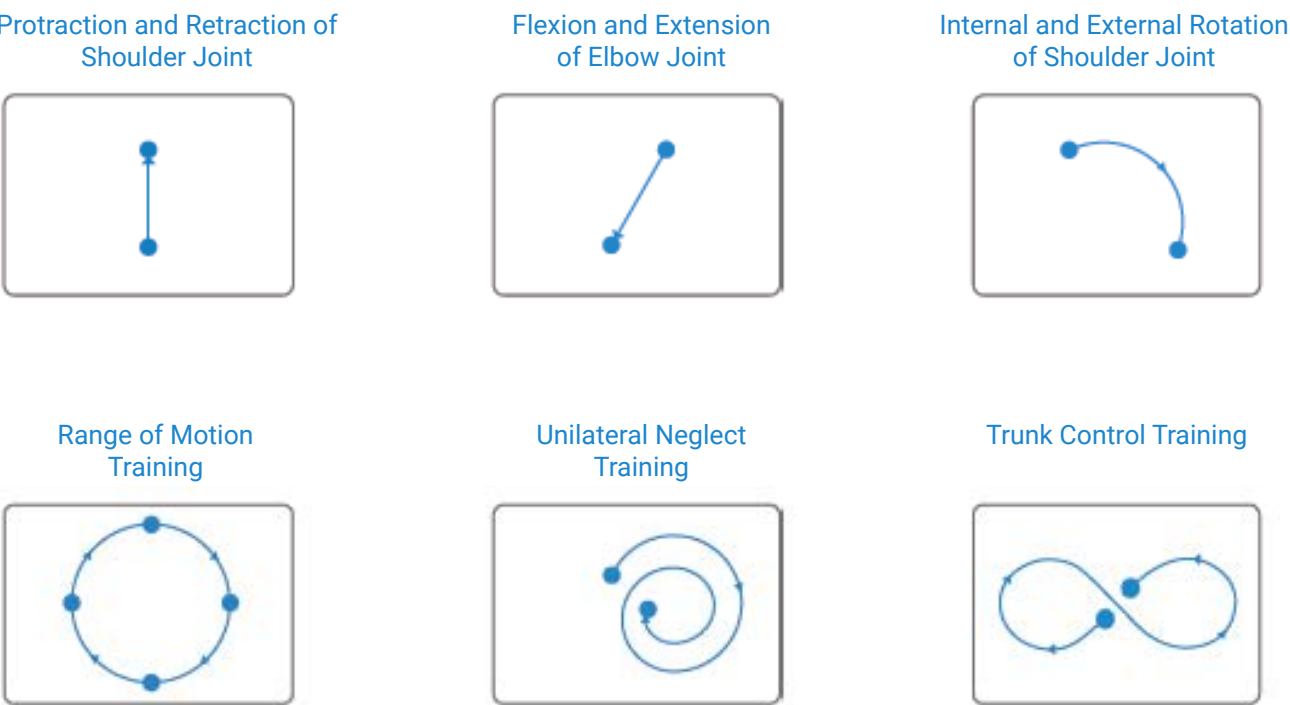 Protraction and Retraction of
Shoulder Joint
Flexion and Extension
of Elbow Joint
Internal and External Rotation
of Shoulder Joint
Range of Motion
Training
Unilateral Neglect
Training
Trunk Control Training